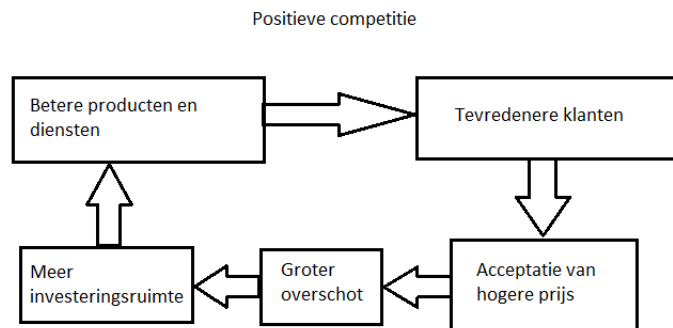 Positieve competitie
Betere producten en
diensten
Tevredenere klanten
Acceptatie van
hogere prijs
Groter
overschot
Meer
investeringsruimte